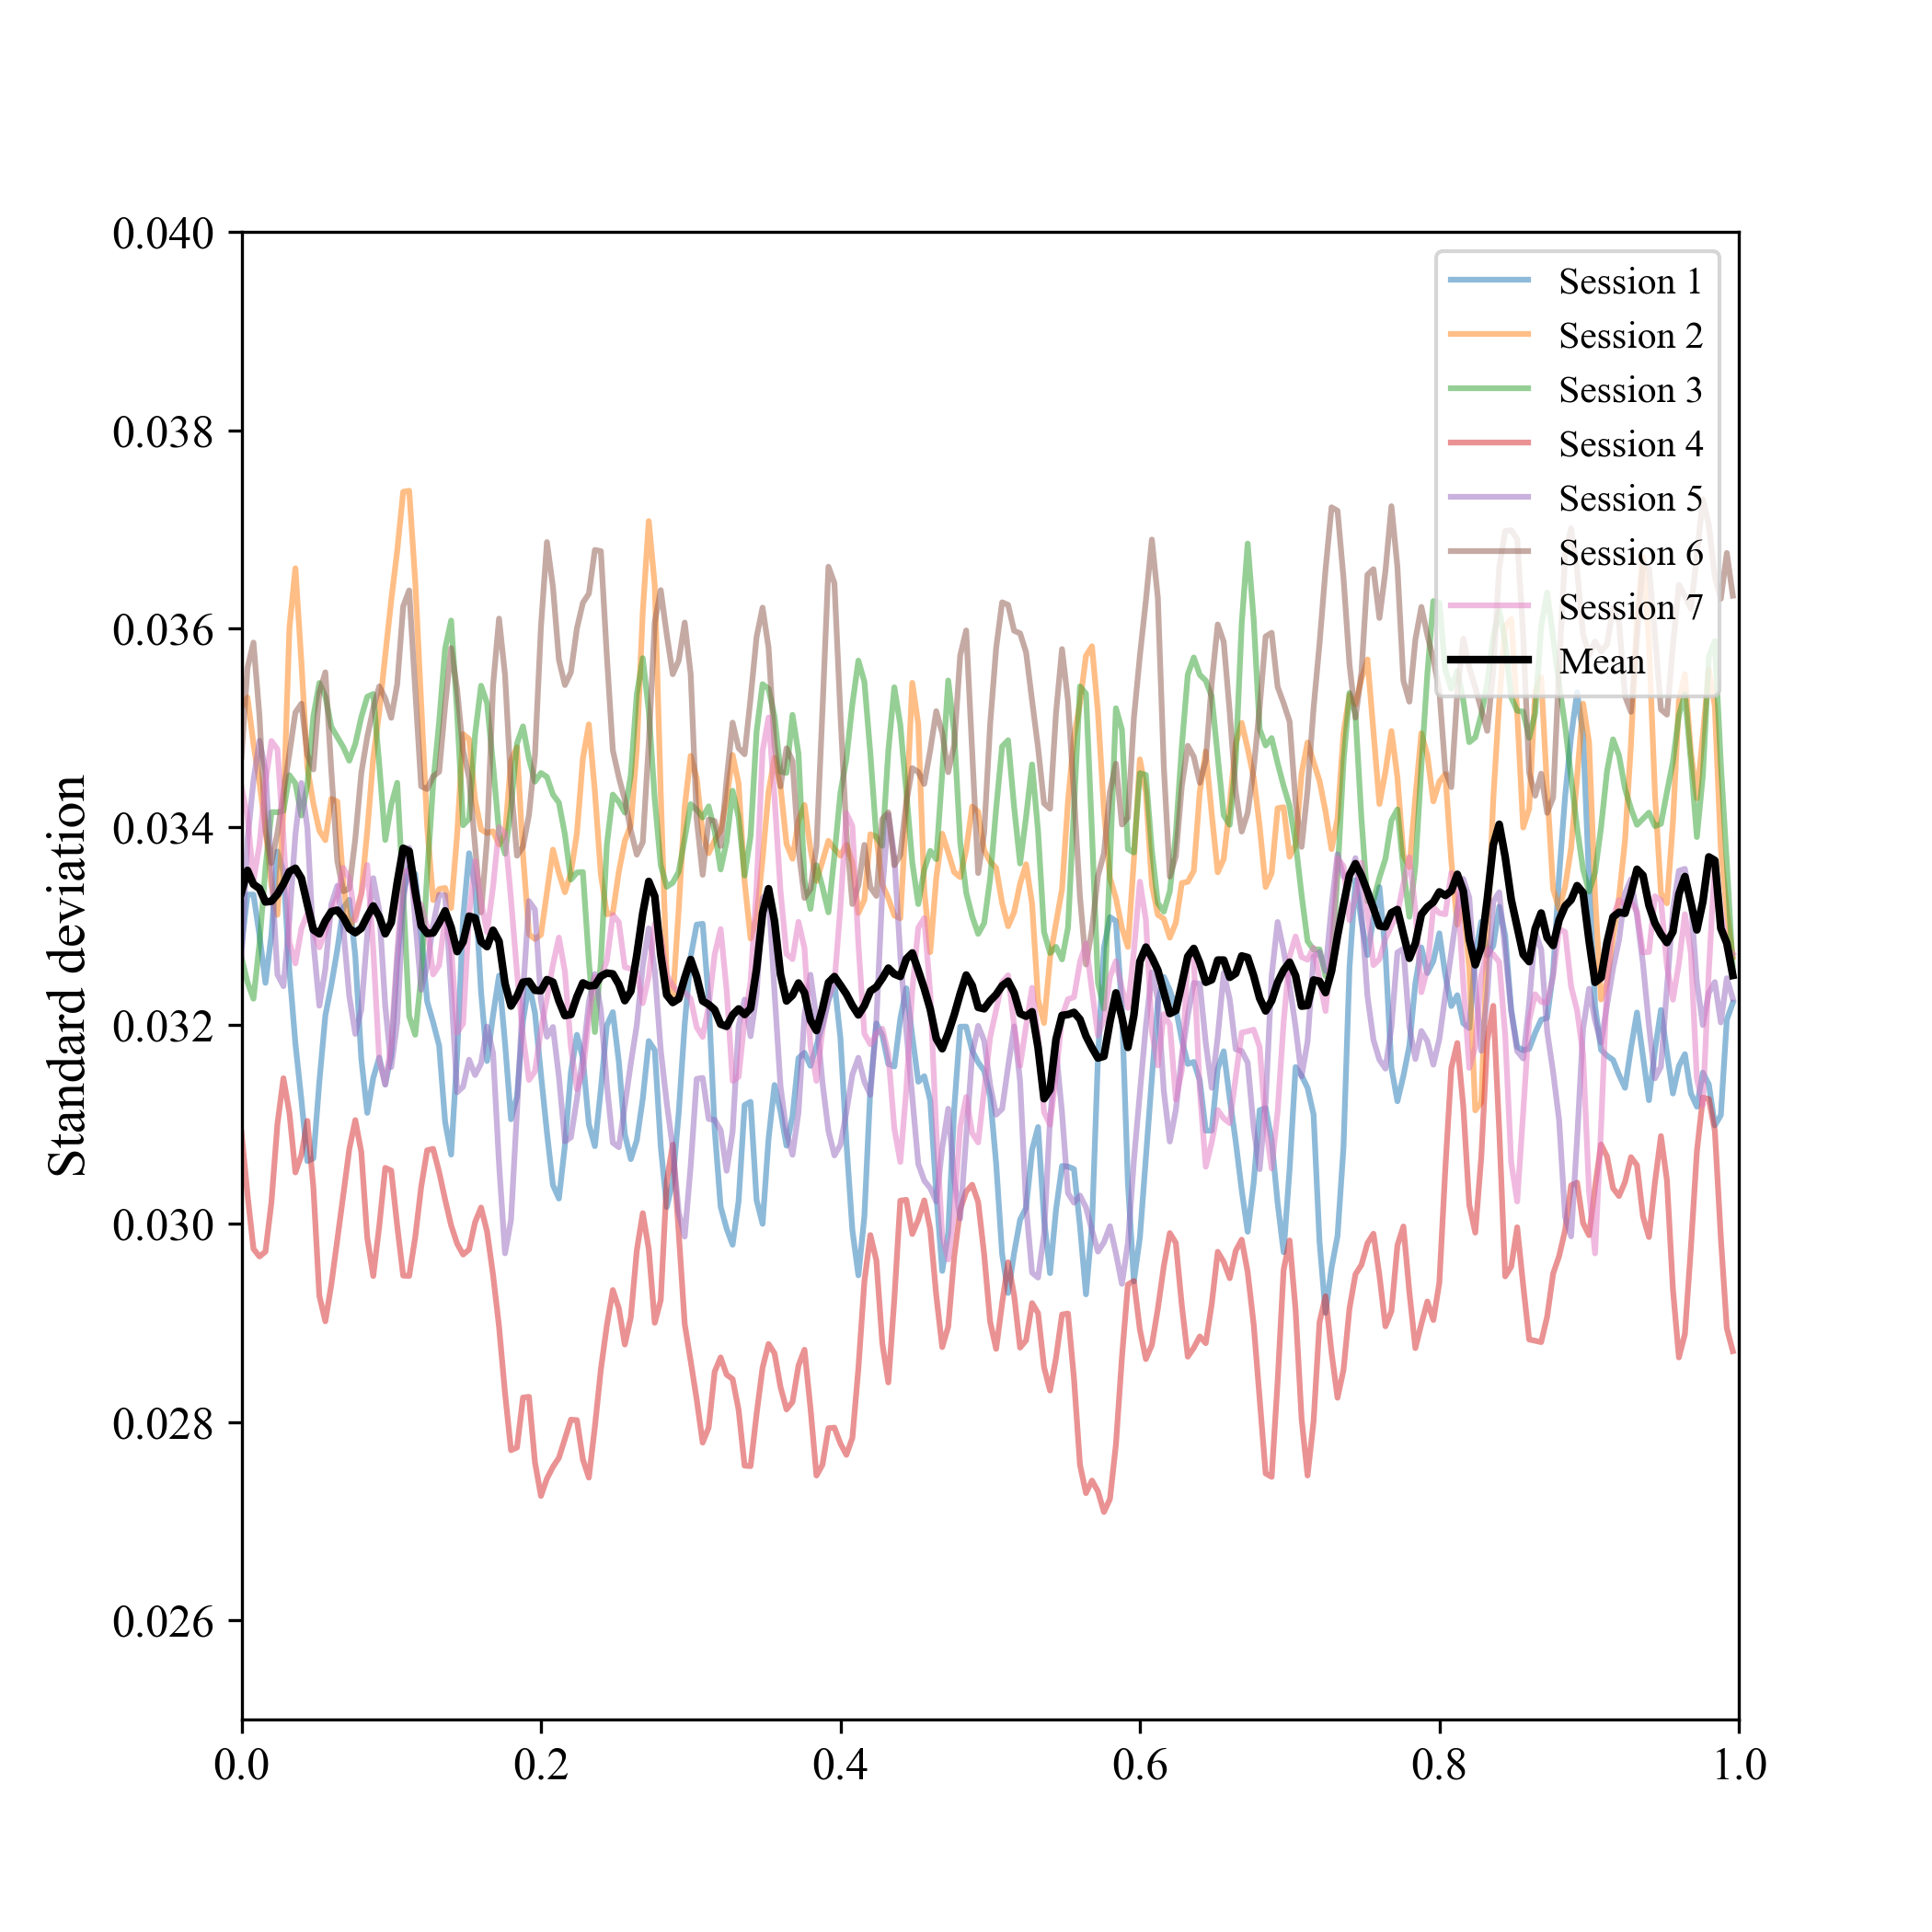 Standard deviation
0.040
0.038
0.036
0.034
0.032
0.030
0.028
0.026
0.0 0.2 0.4 0.6 0.8 1.0
Session 1
Session 2
Session 3
Session 4
Session 5
Session 6
Session 7
Mean